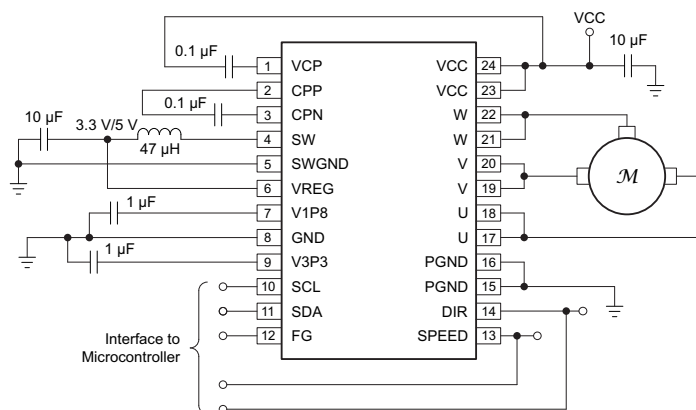 VCC
0.1 µF
10 µF
1 VCP VCC 24
2 CPP VCC 23
0.1 µF
3 CPN W 22
10 µF
3.3 V/5 V
4 SW W 21
47 µH
5 SWGND V 20
6 VREG V 19
1 µF
7 V1P8 U 18
8 GND U 17
1 µF
9 V3P3 PGND 16
10 SCL PGND 15
11 SDA DIR 14
12 FG SPEED 13
M
Interface to
Microcontroller